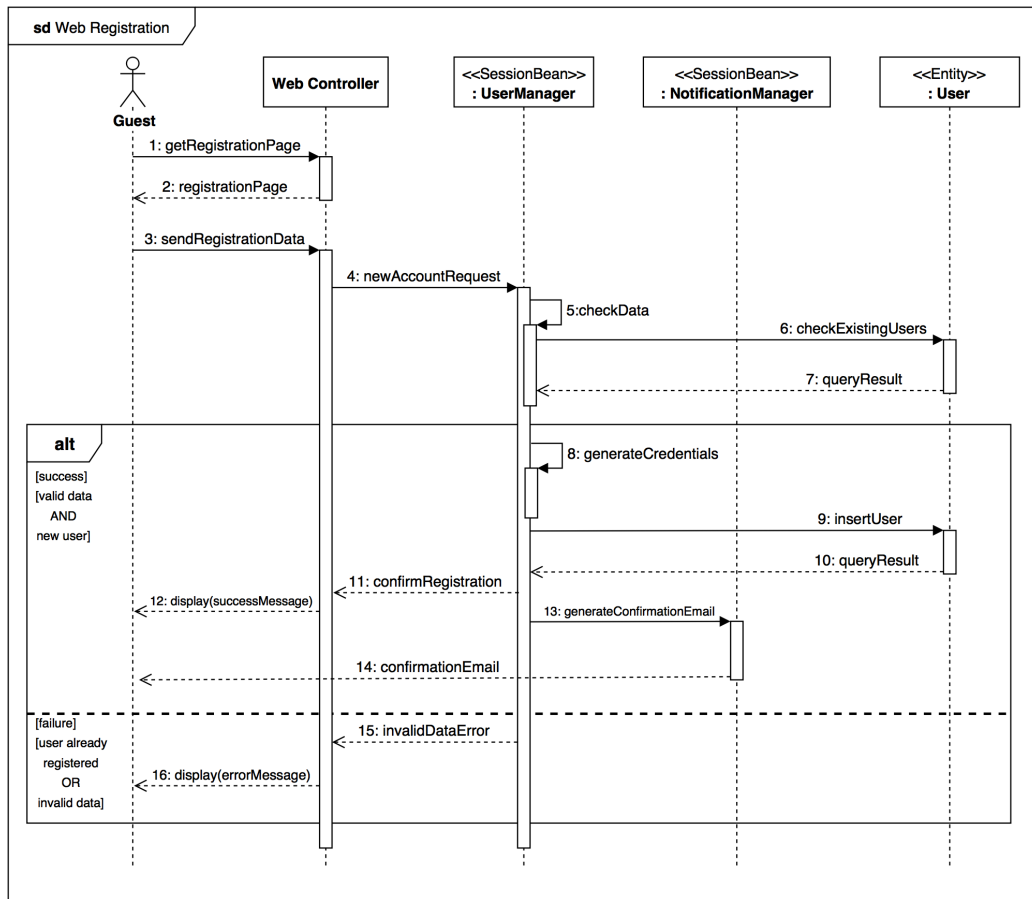 sd Web Registration
Guest
Web Controller
<<SessionBean>>
: UserManager
<<SessionBean>>
: NotificationManager
<<Entity>>
: User
1: getRegistrationPage
2: registrationPage
3: sendRegistrationData
4: newAccountRequest
5:checkData
6: checkExistingUsers
7: queryResult
alt
[success]
[valid data
AND
new user]
8: generateCredentials
9: insertUser
10: queryResult
11: confirmRegistration
12: display(successMessage)
13: generateConfirmationEmail
14: confirmationEmail
[failure]
[user already
registered
OR
invalid data]
15: invalidDataError
16: display(errorMessage)